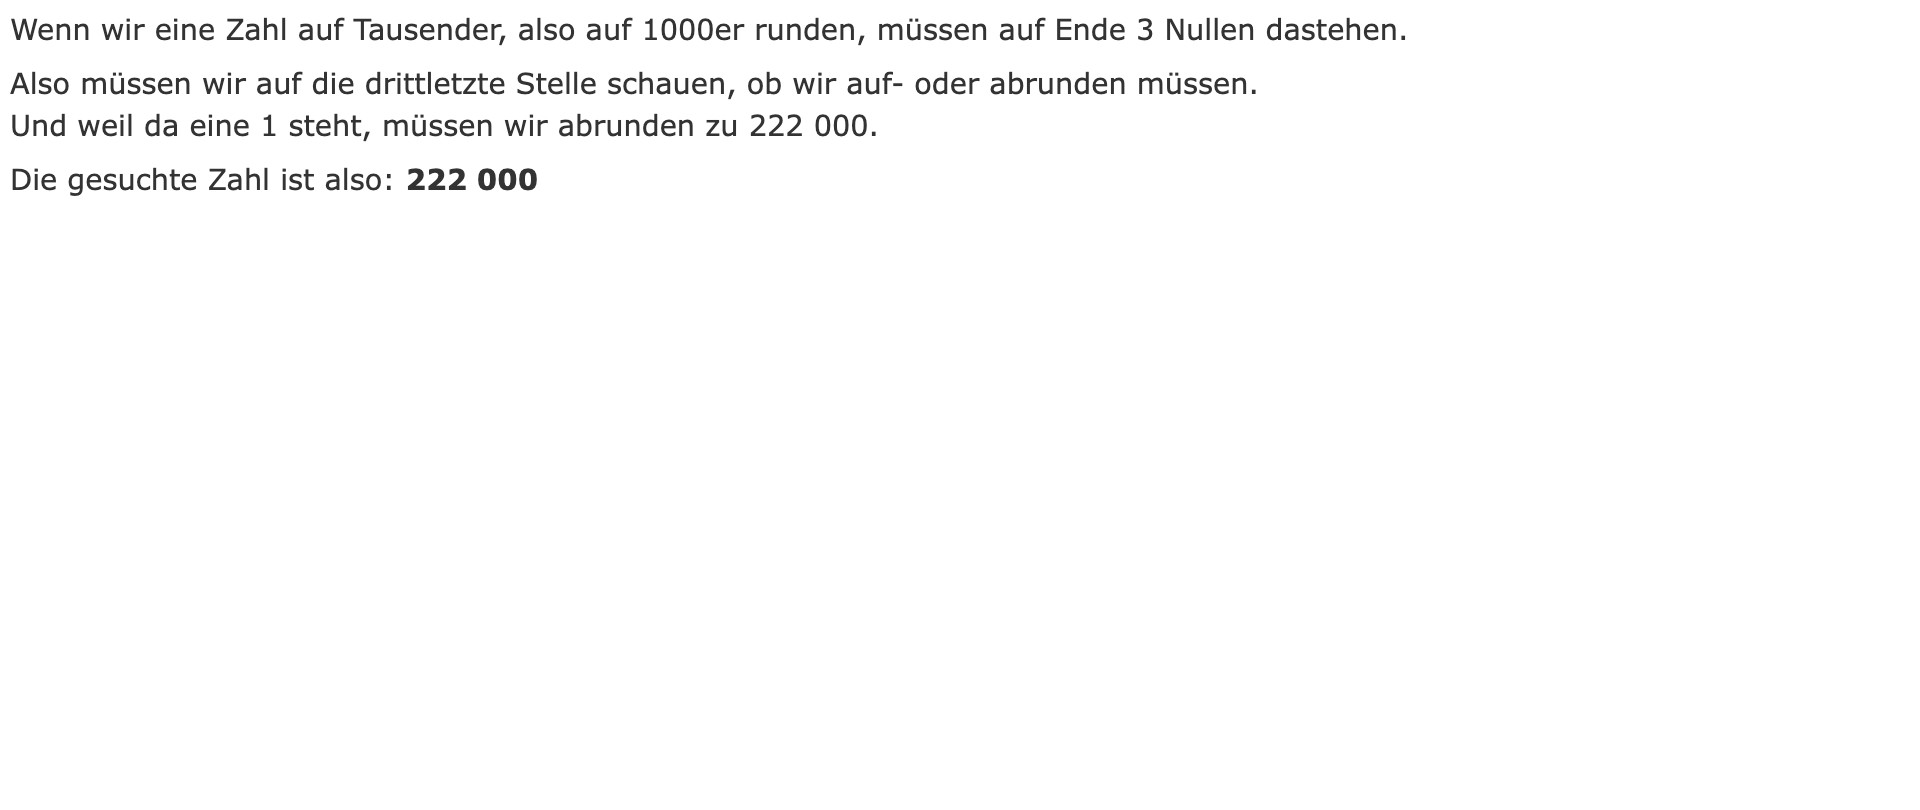 Wenn wir eine Zahl auf Tausender, also auf 1000er runden, müssen auf Ende 3 Nullen dastehen.
Also müssen wir auf die drittletzte Stelle schauen, ob wir auf- oder abrunden müssen.
Und weil da eine 1 steht, müssen wir abrunden zu 222 000.
Die gesuchte Zahl ist also: 222 000